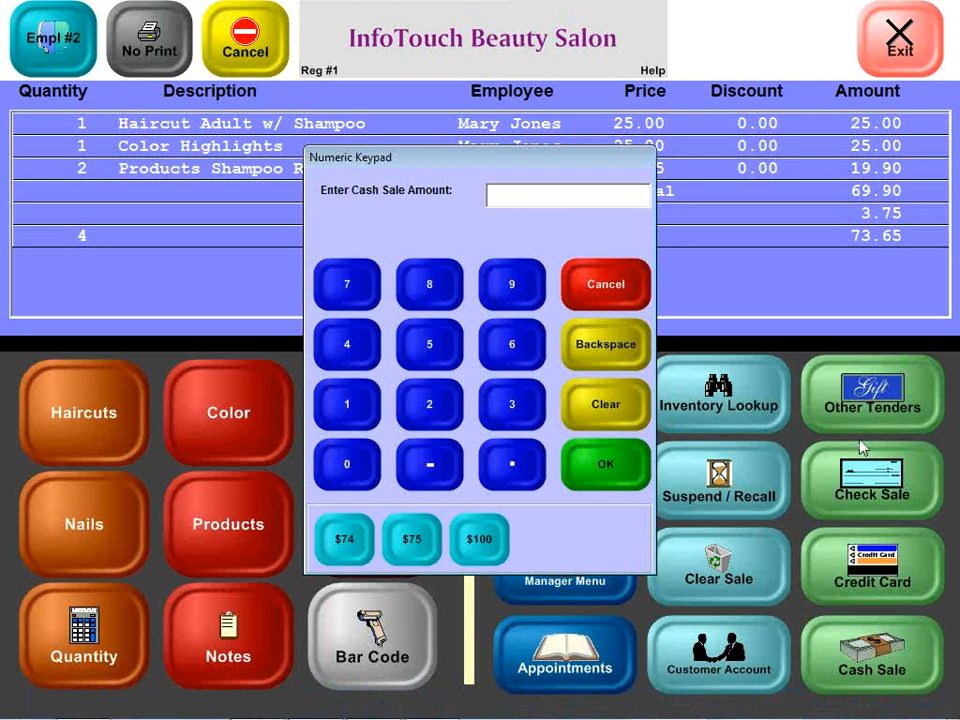 Empl #2
No Print
Cancel
InfoTouch Beauty Salon
Reg #1
Help
Exit
Quantity Description Employee Price Discount Amount
1 Haircut Adult w/ Shampoo Mary Jones 25.00 0.00 25.00
1 Color Highlights Mary Jones 25.00 0.00 25.00
2 Products Shampoo R 5 0.00 19.90
al 69.90
3.75
4 73.65
Numeric Keypad
Enter Cash Sale Amount:
7 8 9 Cancel
4 5 6 Backspace
1 2 3 Clear
0 - . OK
$74 $75 $100
Haircuts
Color
Inventory Lookup
Gift
Other Tenders
Nails
Products
Suspend / Recall
Check Sale
Manager Menu
Clear Sale
Credit Card
Credit Card
Quantity
Notes
Bar Code
Appointments
Customer Account
Cash Sale